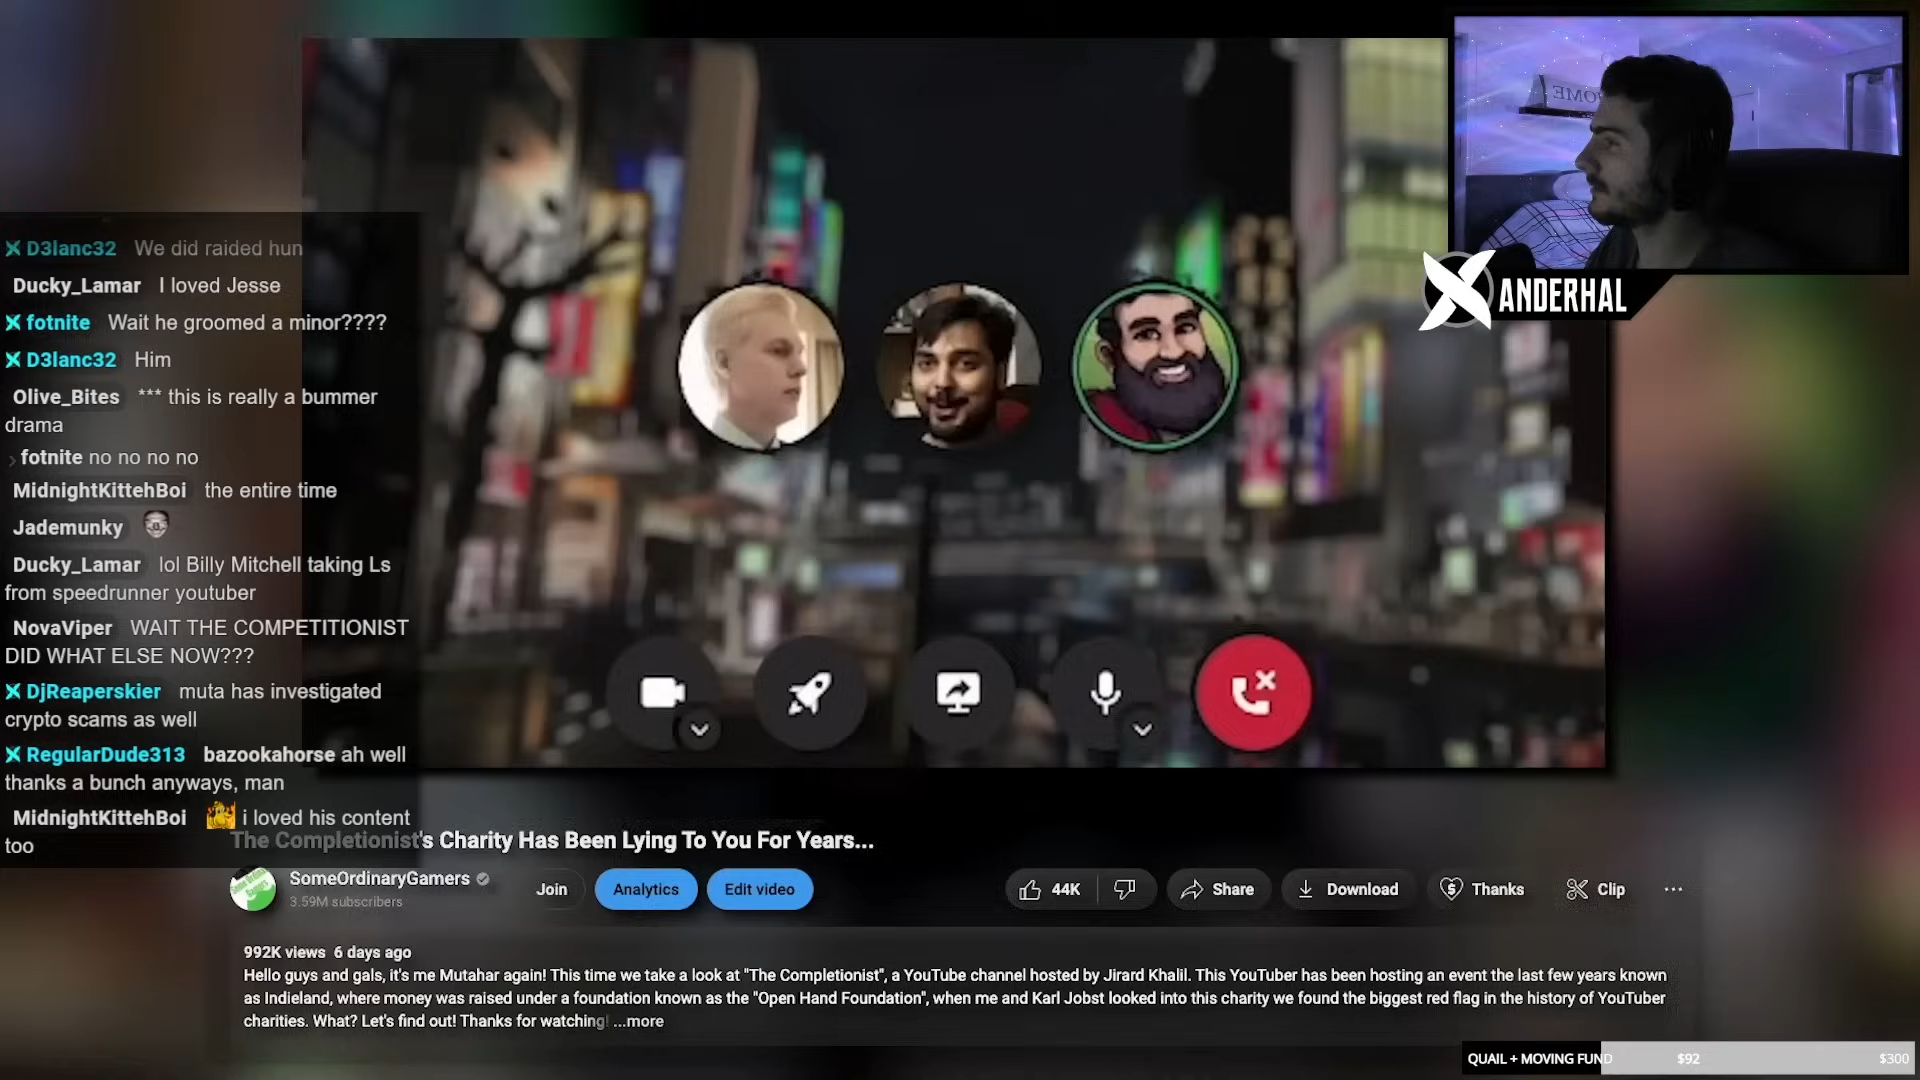 D3lanc32 We did raided hun
Ducky_Lamar I loved Jesse
fotnite Wait he groomed a minor????
D3lanc32 Him
Olive_Bites *** this is really a bummer
drama
fotnite no no no no
MidnightKittehBoi the entire time
Jademunky
Ducky_Lamar lol Billy Mitchell taking Ls
from speedrunner youtuber
NovaViper WAIT THE COMPETITIONIST
DID WHAT ELSE NOW???
DjReaperskier muta has investigated
crypto scams as well
RegularDude313 bazookahorse ah well
thanks a bunch anyways, man
MidnightKittehBoi i loved his content
too
HOME
XANDERHAL
The Completionist's Charity Has Been Lying To You For Years...
SomeOrdinaryGamers
3.59M subscribers
Join
Analytics
Edit video
44K
Share
Download
Thanks
Clip
992K views 6 days ago
Hello guys and gals, it's me Mutahar again! This time we take a look at "The Completionist", a YouTube channel hosted by Jirard Khalil. This YouTuber has been hosting an event the last few years known
as Indieland, where money was raised under a foundation known as the "Open Hand Foundation", when me and Karl Jobst looked into this charity we found the biggest red flag in the history of YouTuber
charities. What? Let's find out! Thanks for watching! ...more
QUAIL + MOVING FUND $92 $300